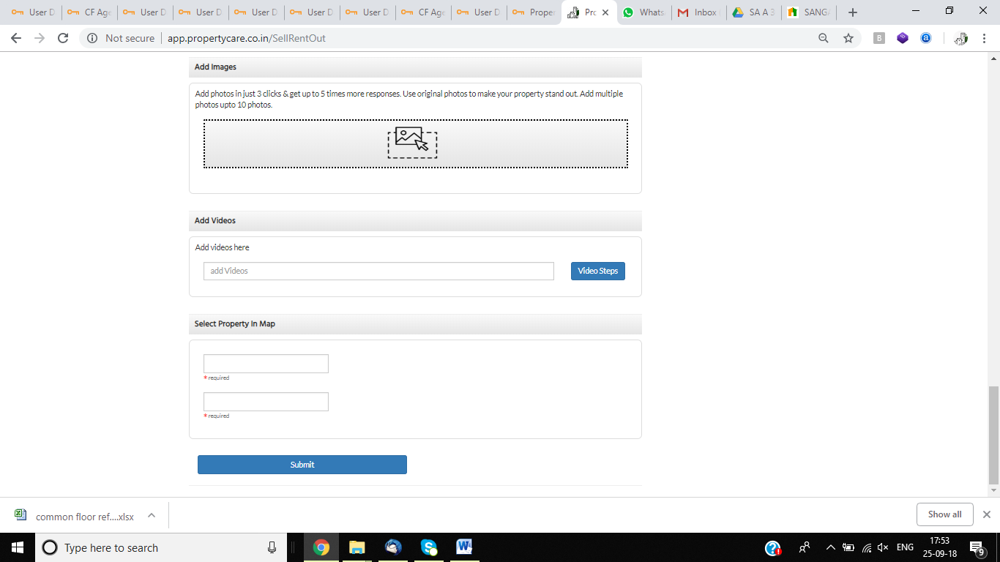 User D
CF Age
User D
User D
User D
User D
User D
CF Age
User D
Proper
Pro
Whats
Inbox
SA A 3
SANGA
Not secure
app.propertycare.co.in/SellRentOut
Add Images
Add photos in just 3 clicks & get up to 5 times more responses. Use original photos to make your property stand out. Add multiple
photos upto 10 photos.
Add Videos
Add videos here
add Videos
Video Steps
Select Property In Map
*required
*required
Submit
common floor ref....xlsx
Show all
Type here to search
ENG
17:53
25-09-18
9